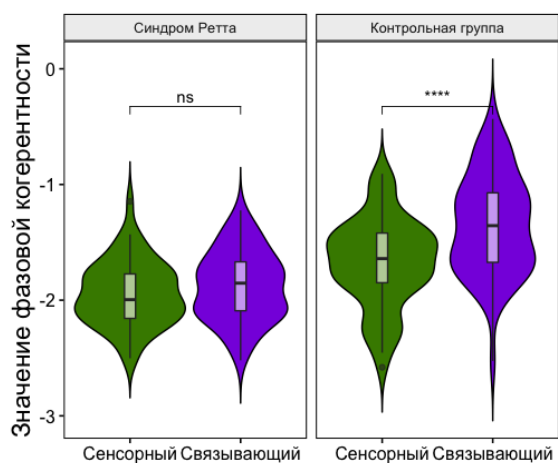 Синдром Ретта
Контрольная группа
Значение фазовой когерентности
0
-1
-2
-3
ns
****
Сенсорный Связывающий
Сенсорный Связывающий